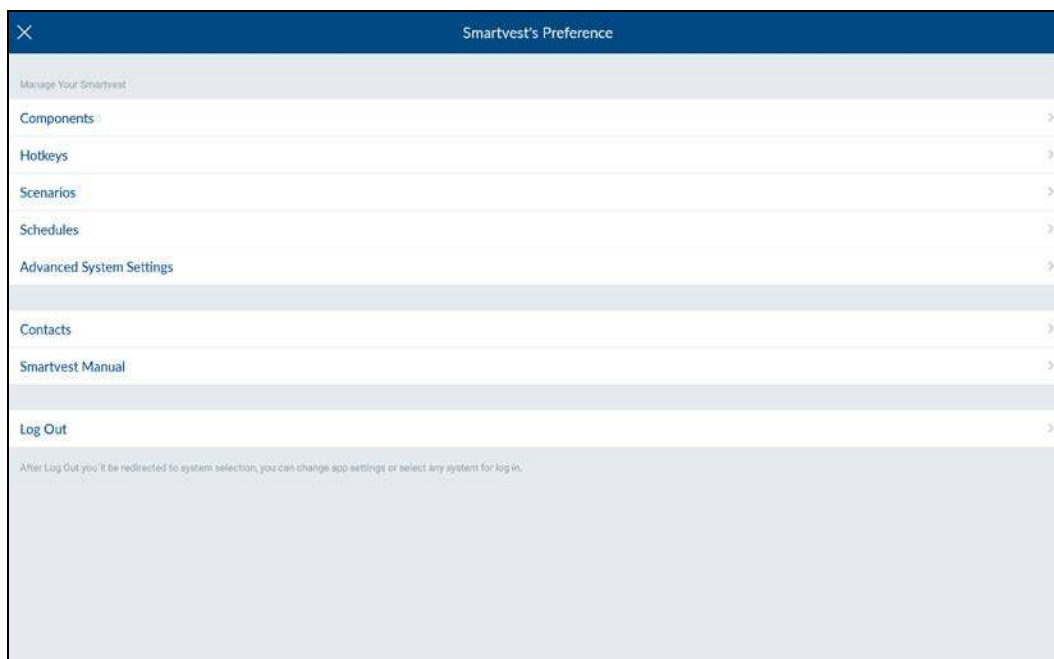 Smartvest's Preference
Manage Your Smartvest
Components
Hotkeys
Scenarios
Schedules
Advanced System Settings
Contacts
Smartvest Manual
Log Out
After Log Out you'll be redirected to system selection, you can change app settings or select any system for log in.